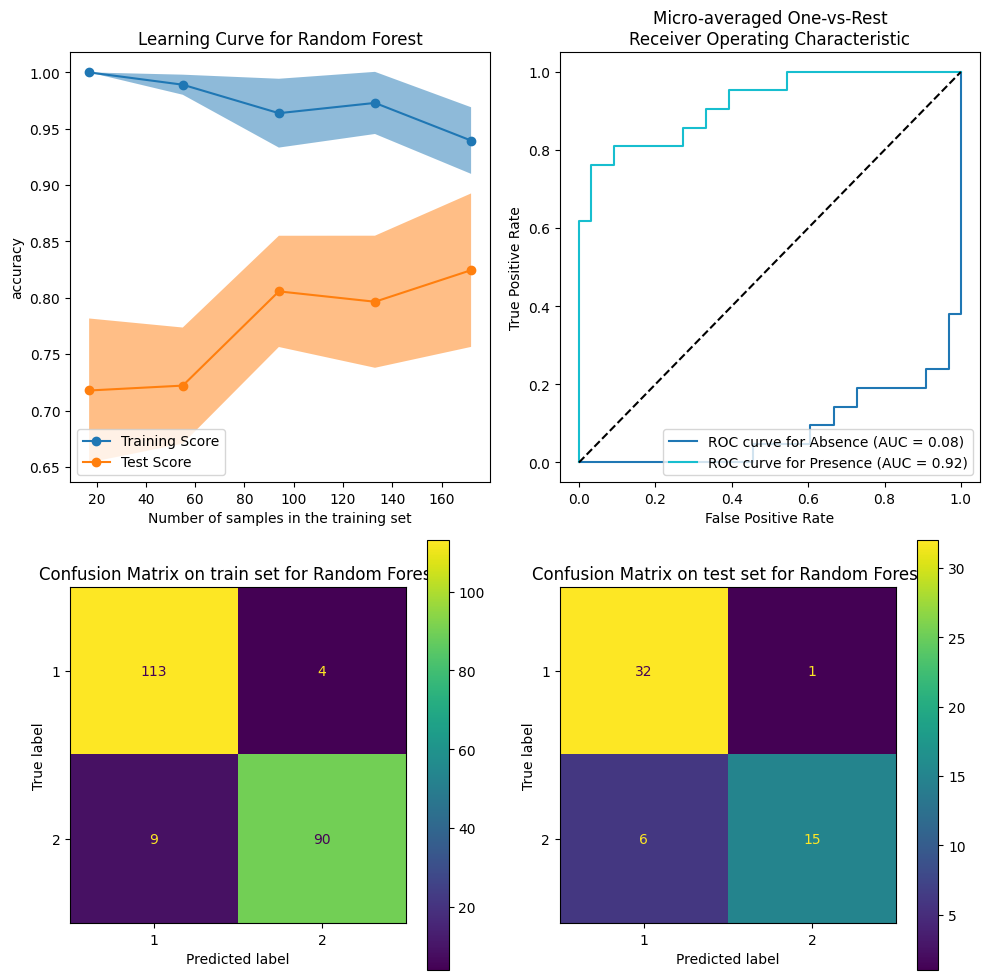 Learning Curve for Random Forest
1.00
0.95
0.90
0.85
0.80
0.75
0.70
0.65
accuracy
Training Score
Test Score
20 40 60 80 100 120 140 160
Number of samples in the training set
Micro-averaged One-vs-Rest
Receiver Operating Characteristic
1.0
0.8
0.6
0.4
0.2
0.0
True Positive Rate
ROC curve for Absence (AUC = 0.08)
ROC curve for Presence (AUC = 0.92)
0.0 0.2 0.4 0.6 0.8 1.0
False Positive Rate
Confusion Matrix on train set for Random Fores
1
2
True label
113 4
9 90
1 2
Predicted label
100
80
60
40
20
Confusion Matrix on test set for Random Fores
1
2
True label
32 1
6 15
1 2
Predicted label
30
25
20
15
10
5